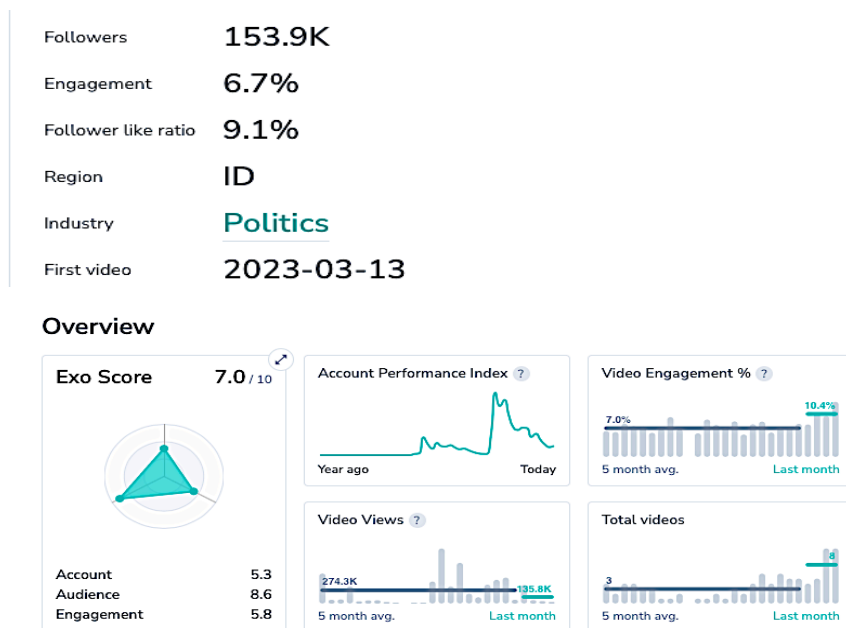 Followers 153.9K
Engagement 6.7%
Follower like ratio 9.1%
Region ID
Industry Politics
First video 2023-03-13
Overview
Exo Score 7.0 / 10
Account 5.3
Audience 8.6
Engagement 5.8
Account Performance Index ?
Year ago Today
Video Engagement % ?
10.4%
7.0%
5 month avg. Last month
Video Views ?
274.3K
135.8K
5 month avg. Last month
Total videos
8
3
5 month avg. Last month